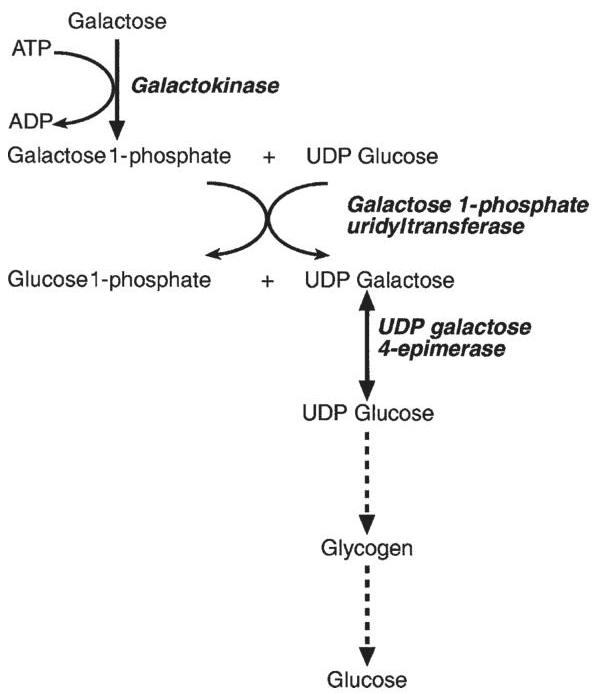 Galactose
ATP
Galactokinase
ADP
Galactose 1-phosphate + UDP Glucose
Galactose 1-phosphate
uridyltransferase
Glucose 1-phosphate + UDP Galactose
UDP galactose
4-epimerase
UDP Glucose
Glycogen
Glucose